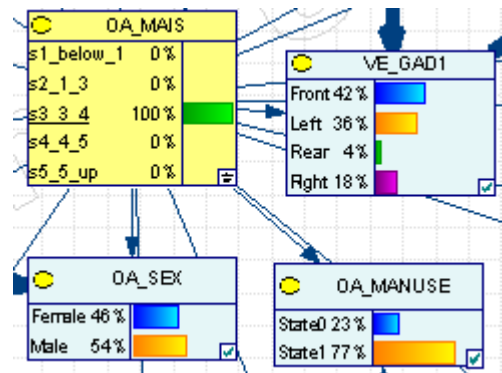 OA_MAIS
s1_below_1 0%
s2_1_3 0%
s3_3_4 100%
s4_4_5 0%
s5_5_up 0%
VE_GAD1
Front 42%
Left 36%
Rear 4%
Right 18%
OA_SEX
Female 46%
Male 54%
OA_MANUSE
State0 23%
State1 77%